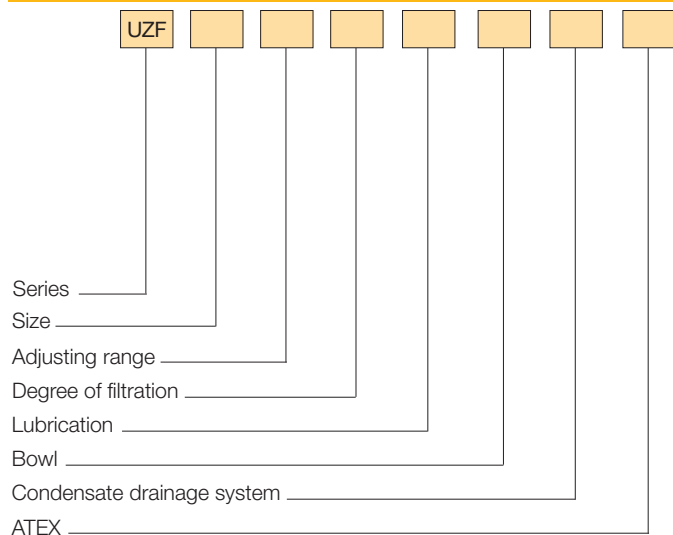 UZF
Series
Size
Adjusting range
Degree of filtration
Lubrication
Bowl
Condensate drainage system
ATEX